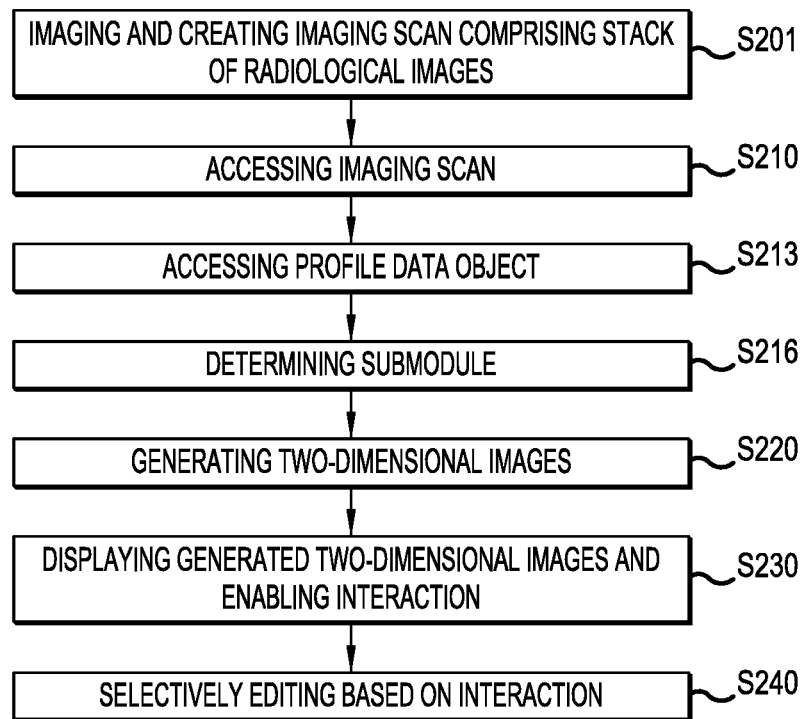 IMAGING AND CREATING IMAGING SCAN COMPRISING STACK
OF RADIOLOGICAL IMAGES
S201
ACCESSING IMAGING SCAN
S210
ACCESSING PROFILE DATA OBJECT
S213
DETERMINING SUBMODULE
S216
GENERATING TWO-DIMENSIONAL IMAGES
S220
DISPLAYING GENERATED TWO-DIMENSIONAL IMAGES AND
ENABLING INTERACTION
S230
SELECTIVELY EDITING BASED ON INTERACTION
S240